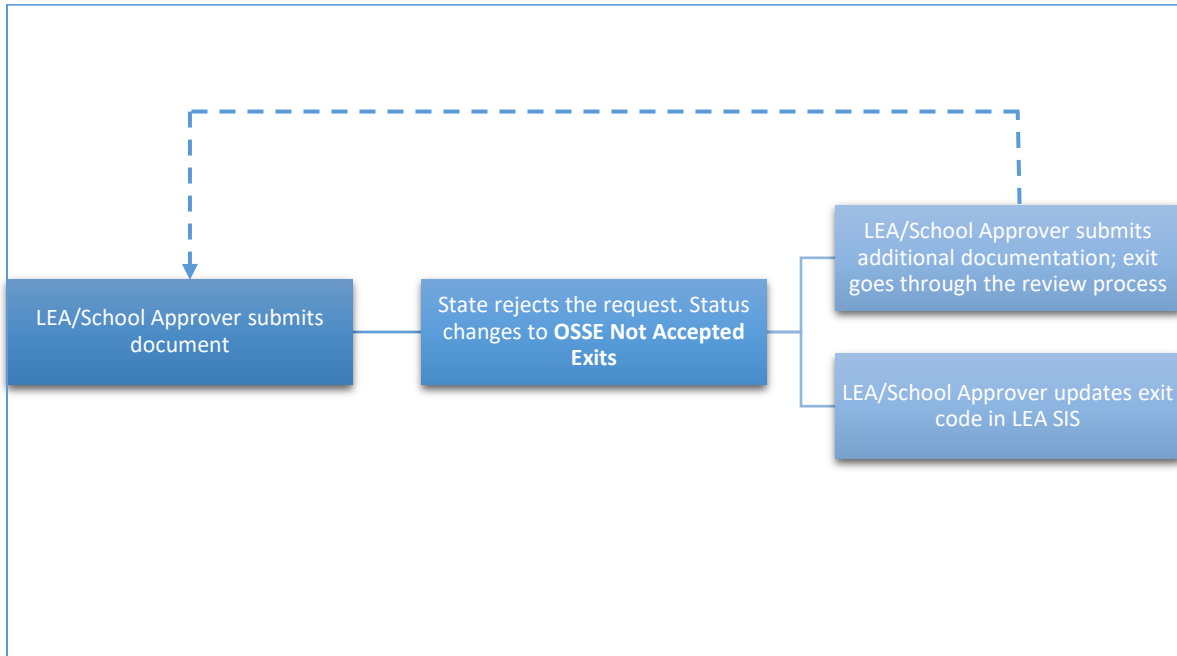 LEA/School Approver submits
document
State rejects the request. Status
changes to OSSE Not Accepted
Exits
LEA/School Approver submits
additional documentation; exit
goes through the review process
LEA/School Approver updates exit
code in LEA SIS